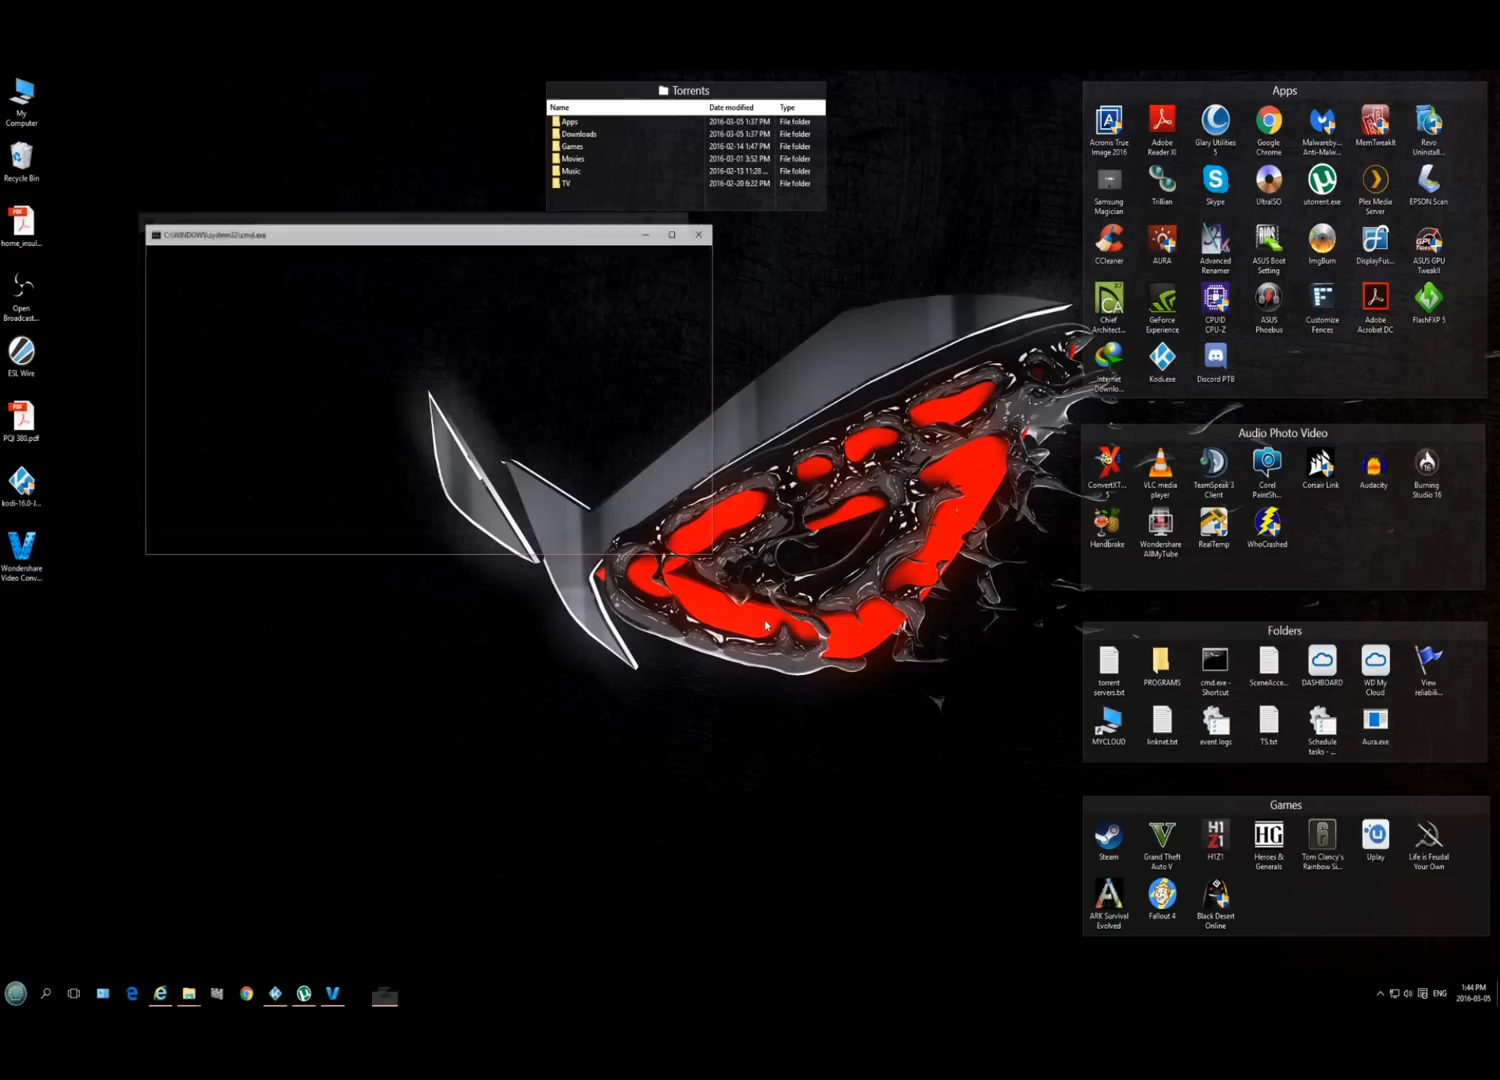 My
Computer
Recycle Bin
home_insul...
Open
Broadcast...
ESL Wire
PQI 380.pdf
kodi-16.0-J...
Wondershare
Video Conv...
Torrents
Name Date modified Type
Apps 2016-03-05 1:37 PM File folder
Downloads 2016-03-05 1:37 PM File folder
Games 2016-02-14 1:47 PM File folder
Movies 2016-03-01 3:52 PM File folder
Music 2016-02-13 11:28 ... File folder
TV 2016-02-20 6:22 PM File folder
C:\WINDOWS\system32\cmd.exe
Apps
Acronis True
Image 2016
Adobe
Reader XI
Glary Utilities
5
Google
Chrome
Malwareby...
Anti-Malw...
MemTweakIt
Revo
Uninstall...
Samsung
Magician
Trillian
Skype
UltraISO
utorrent.exe
Plex Media
Server
EPSON Scan
CCleaner
AURA
Advanced
Renamer
ASUS Boot
Setting
ImgBurn
DisplayFus...
ASUS GPU
TweakII
Chief
Architect...
GeForce
Experience
CPUID
CPU-Z
ASUS
Phoebus
Customize
Fences
Adobe
Acrobat DC
FlashFXP 5
Internet
Downlo...
Kodi.exe
Discord PTB
Audio Photo Video
ConvertXT...
5
VLC media
player
TeamSpeak 3
Client
Corel
PaintSh...
Corsair Link
Audacity
Burning
Studio 16
Handbrake
Wondershare
AllMyTube
RealTemp
WhoCrashed
Folders
torrent
servers.txt
PROGRAMS
cmd.exe -
Shortcut
SceneAcce...
DASHBOARD
WD My
Cloud
View
reliabili...
MYCLOUD
linknet.txt
event logs
TS.txt
Schedule
tasks - ...
Aura.exe
Games
Steam
Grand Theft
Auto V
H1Z1
Heroes &
Generals
Tom Clancy's
Rainbow Si...
Uplay
Life is Feudal
Your Own
ARK Survival
Evolved
Fallout 4
Black Desert
Online
ENG
1:44 PM
2016-03-05